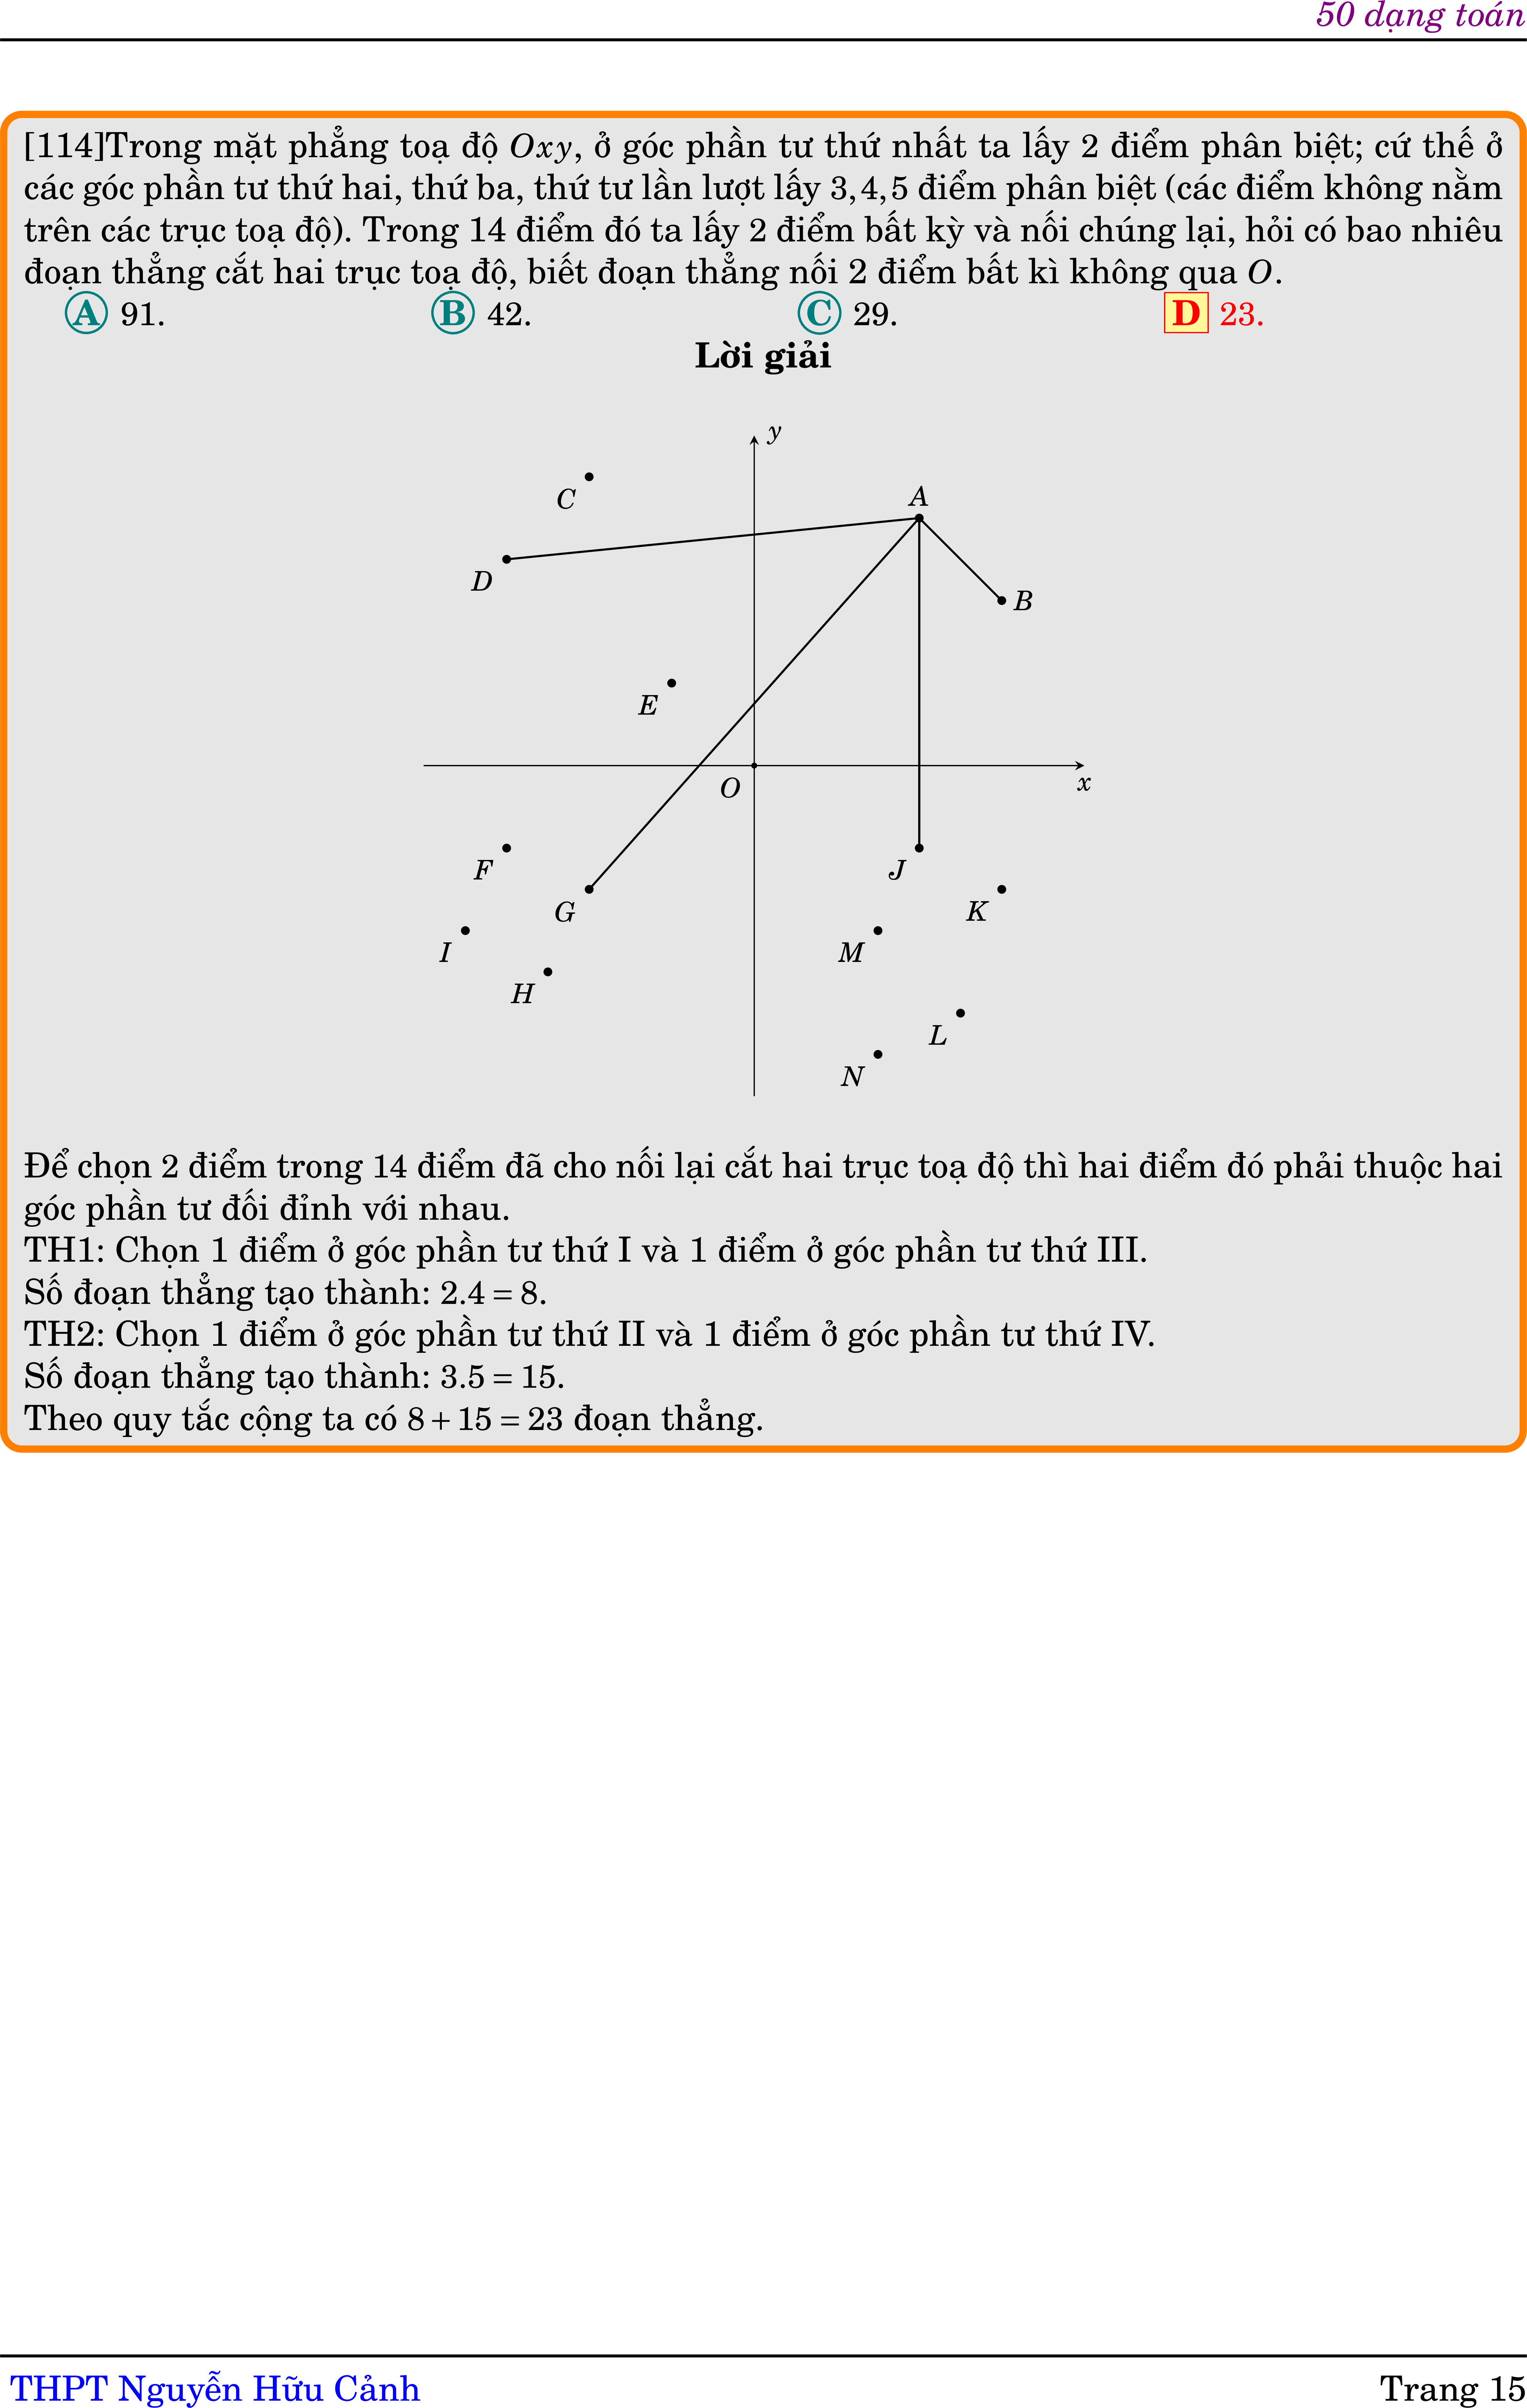 50 dạng toán
[114]Trong mặt phẳng toạ độ Oxy, ở góc phần tư thứ nhất ta lấy 2 điểm phân biệt; cứ thế ở
các góc phần tư thứ hai, thứ ba, thứ tư lần lượt lấy 3,4,5 điểm phân biệt (các điểm không nằm
trên các trục toạ độ). Trong 14 điểm đó ta lấy 2 điểm bất kỳ và nối chúng lại, hỏi có bao nhiêu
đoạn thẳng cắt hai trục toạ độ, biết đoạn thẳng nối 2 điểm bất kì không qua O.
A 91. B 42. C 29. D 23.
Lời giải
y
C
A
D
B
E
O
x
F
J
G
K
I
M
H
L
N
Để chọn 2 điểm trong 14 điểm đã cho nối lại cắt hai trục toạ độ thì hai điểm đó phải thuộc hai
góc phần tư đối đỉnh với nhau.
TH1: Chọn 1 điểm ở góc phần tư thứ I và 1 điểm ở góc phần tư thứ III.
Số đoạn thẳng tạo thành: 2.4 = 8.
TH2: Chọn 1 điểm ở góc phần tư thứ II và 1 điểm ở góc phần tư thứ IV.
Số đoạn thẳng tạo thành: 3.5 = 15.
Theo quy tắc cộng ta có 8 + 15 = 23 đoạn thẳng.
THPT Nguyễn Hữu Cảnh Trang 15